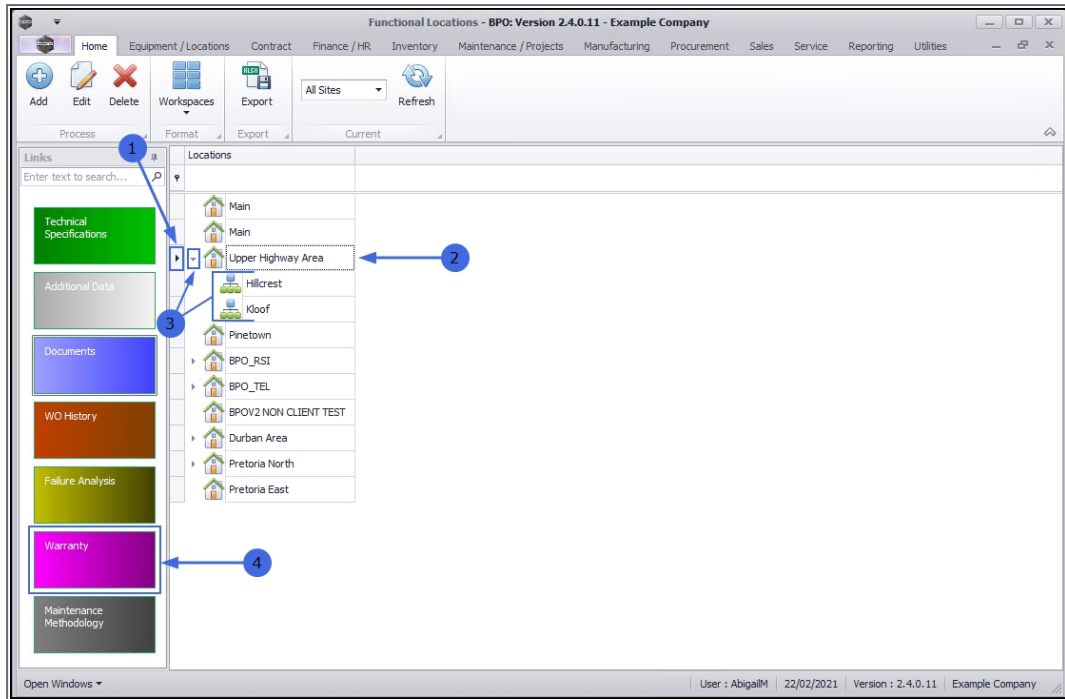 Functional Locations - BPO: Version 2.4.0.11 - Example Company
Home Equipment / Locations Contract Finance / HR Inventory Maintenance / Projects Manufacturing Procurement Sales Service Reporting Utilities
Add Edit Delete Workspaces Export All Sites Refresh
Process Format Export Current
1
Links
Enter text to search...
Locations
Technical
Specifications
Additional Data
Documents
WO History
Failure Analysis
Warranty
Maintenance
Methodology
Main
Main
Upper Highway Area
2
Hillcrest
Kloof
3
Pinetown
BPO_RSI
BPO_TEL
BPOV2 NON CLIENT TEST
Durban Area
Pretoria North
Pretoria East
4
Open Windows User : AbigailM 22/02/2021 Version : 2.4.0.11 Example Company